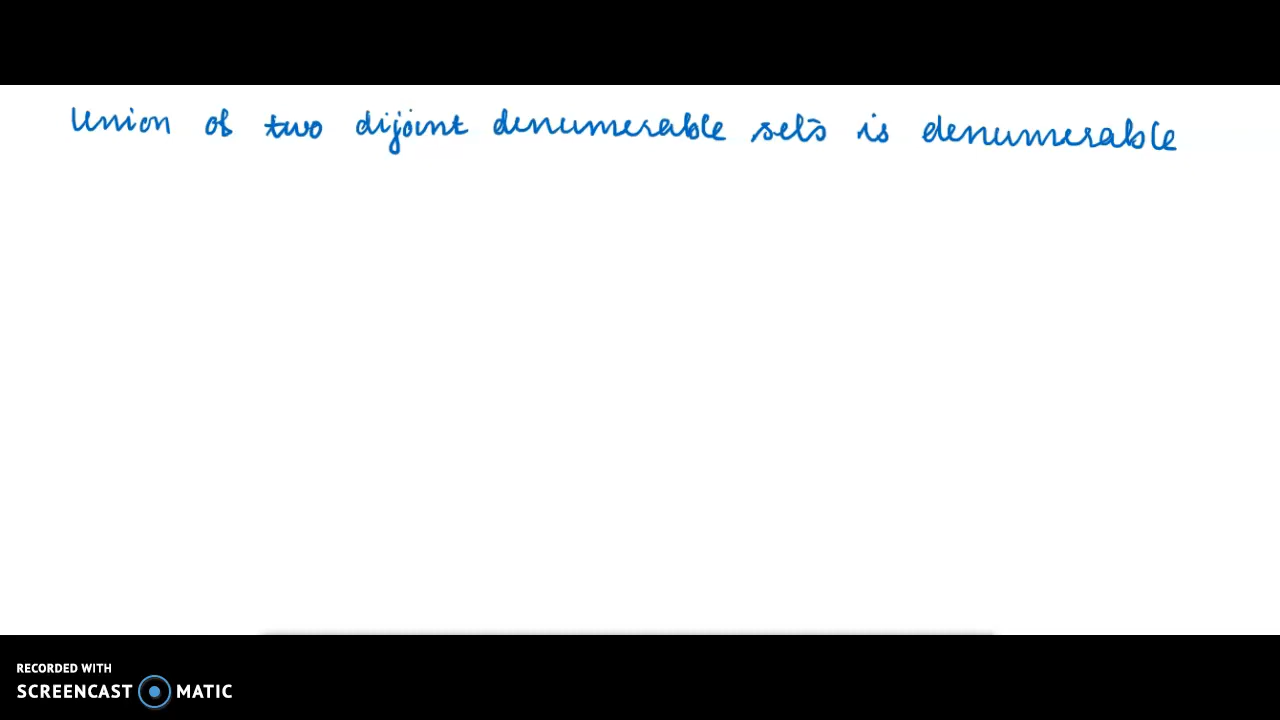 Union of two dijoint denumerable sets is denumerable
RECORDED WITH
SCREENCAST MATIC